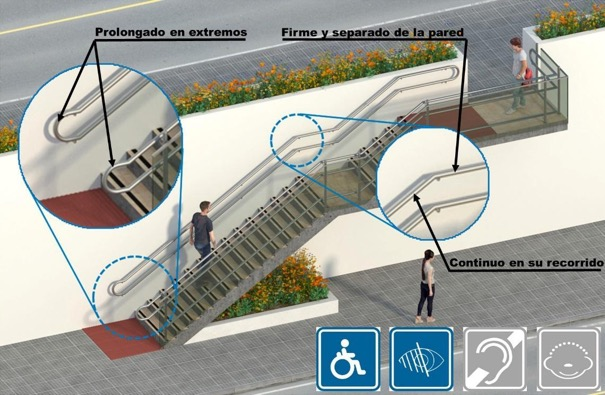 Prolongado en extremos
Firme y separado de la pared
Continuo en su recorrido